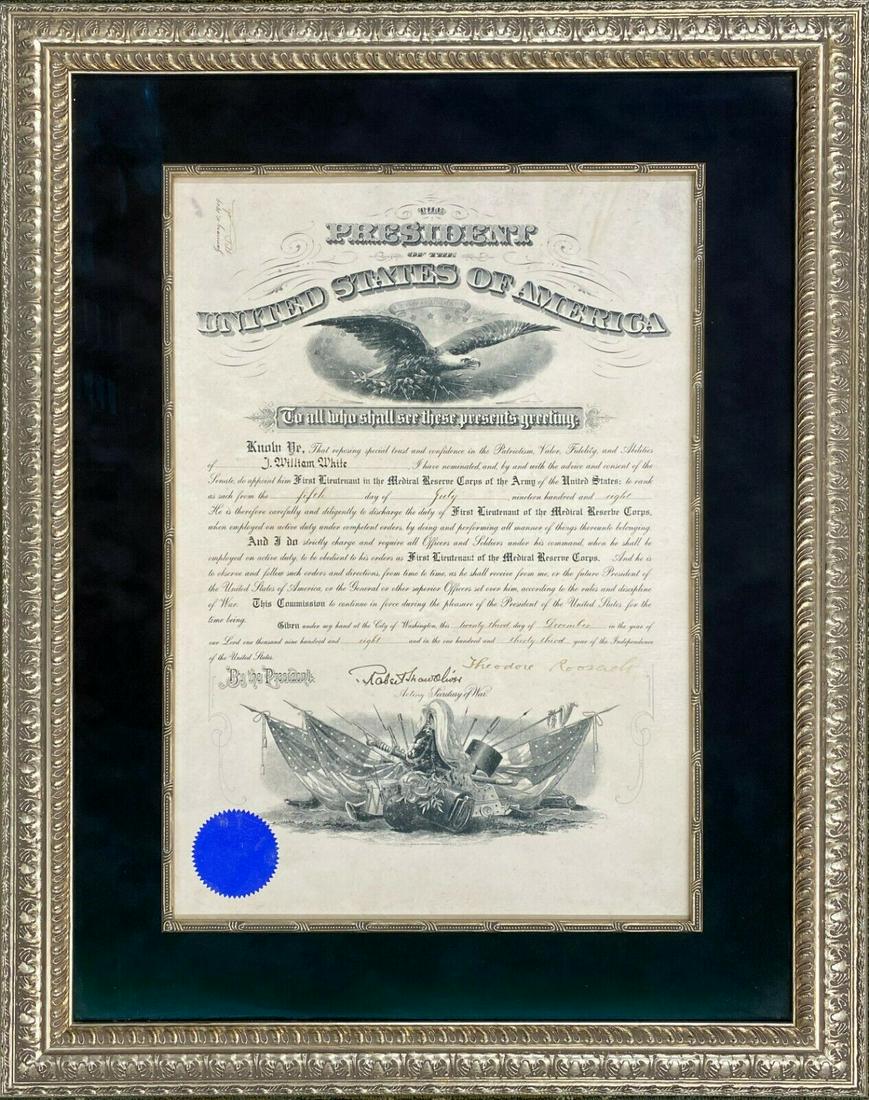 THE
PRESIDENT
OF THE
UNITED STATES OF AMERICA
To all who shall see these presents greeting:
Know Ye, That reposing special trust and confidence in the Patriotism, Valor, Fidelity, and Abilities
of J. William White I have nominated, and, by and with the advice and consent of the
Senate, do appoint him First Lieutenant in the Medical Reserve Corps of the Army of the United States: to rank
as such from the fifth day of July nineteen hundred and eight
He is therefore carefully and diligently to discharge the duty of First Lieutenant of the Medical Reserve Corps,
when employed on active duty under competent orders, by doing and performing all manner of things thereunto belonging.
And I do strictly charge and require all Officers and Soldiers under his command, when he shall be
employed on active duty, to be obedient to his orders as First Lieutenant of the Medical Reserve Corps. And he is
to observe and follow such orders and directions, from time to time, as he shall receive from me, or the future President of
the United States of America, or the General or other superior Officers set over him, according to the rules and discipline
of War. This Commission to continue in force during the pleasure of the President of the United States, for the
time being.
Given under my hand at the City of Washington, this twenty third day of December in the year of
our Lord one thousand nine hundred and eight and in the one hundred and thirty third year of the Independence
of the United States.
Theodore Roosevelt
By the President:
Robert Shaw Oliver
Acting Secretary of War.